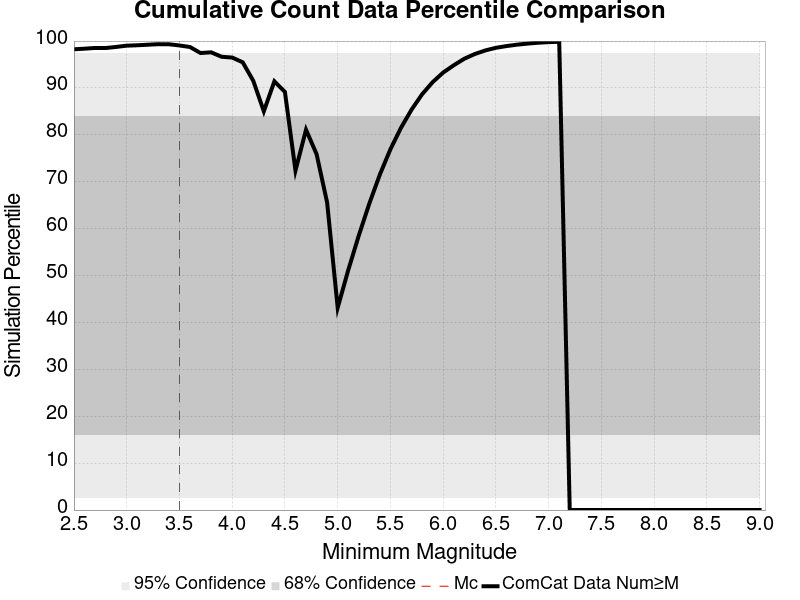 Cumulative Count Data Percentile Comparison
100
90
80
70
60
50
40
30
20
10
0
Simulation Percentile
2.5 3.0 3.5 4.0 4.5 5.0 5.5 6.0 6.5 7.0 7.5 8.0 8.5 9.0
Minimum Magnitude
95% Confidence 68% Confidence Mc ComCat Data Num≥M